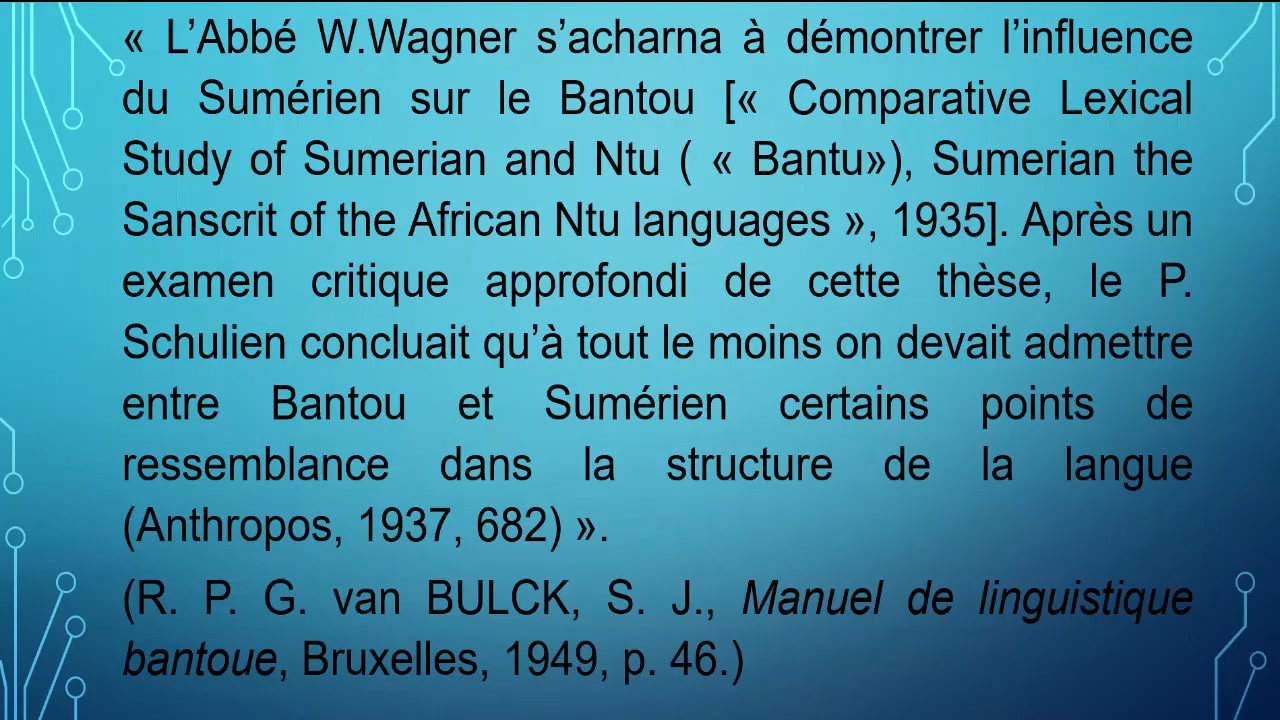 « L’Abbé W.Wagner s’acharna à démontrer l’influence
du Sumérien sur le Bantou [« Comparative Lexical
Study of Sumerian and Ntu ( « Bantu»), Sumerian the
Sanscrit of the African Ntu languages », 1935]. Après un
examen critique approfondi de cette thèse, le P.
Schulien concluait qu’à tout le moins on devait admettre
entre Bantou et Sumérien certains points de
ressemblance dans la structure de la langue
(Anthropos, 1937, 682) ».
(R. P. G. van BULCK, S. J., Manuel de linguistique
bantoue, Bruxelles, 1949, p. 46.)